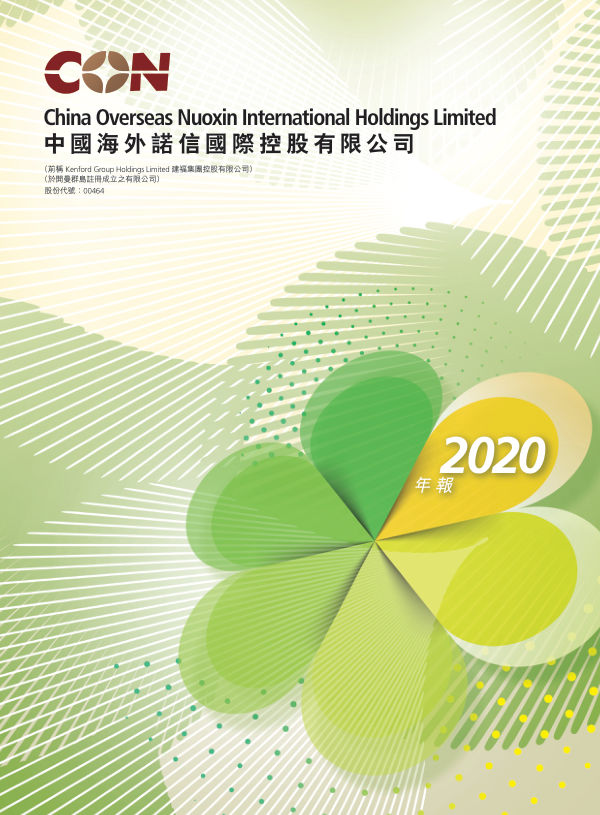 CON
China Overseas Nuoxin International Holdings Limited
中國海外諾信國際控股有限公司
（前稱 Kenford Group Holdings Limited 建福集團控股有限公司）
（於開曼群島註冊成立之有限公司）
股份代號：00464
2020
年報